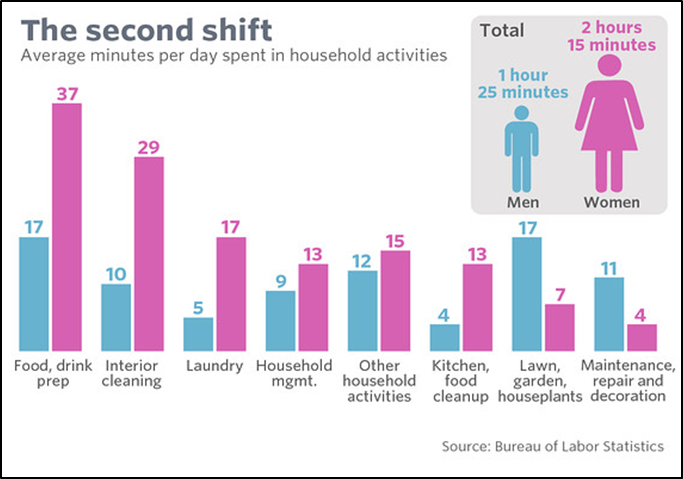 The second shift
Average minutes per day spent in household activities
Total
2 hours
15 minutes
1 hour
25 minutes
Men
Women
37
17
29
10
17
5
13
9
15
12
13
4
17
7
11
4
Food, drink
prep
Interior
cleaning
Laundry
Household
mgmt.
Other
household
activities
Kitchen,
food
cleanup
Lawn,
garden,
houseplants
Maintenance,
repair and
decoration
Source: Bureau of Labor Statistics